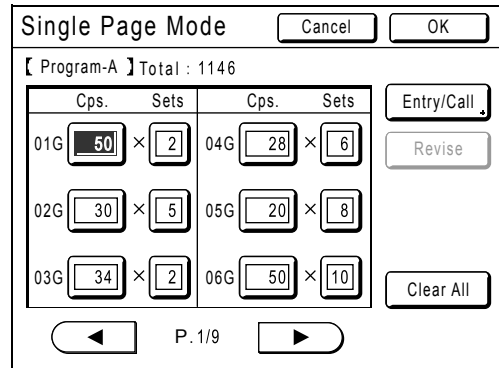 Single Page Mode Cancel OK
【 Program-A 】Total : 1146
Cps. Sets Cps. Sets Entry/Call
01G 50 × 2 04G 28 × 6 Revise
02G 30 × 5 05G 20 × 8
03G 34 × 2 06G 50 × 10 Clear All
◀ P. 1/9 ▶